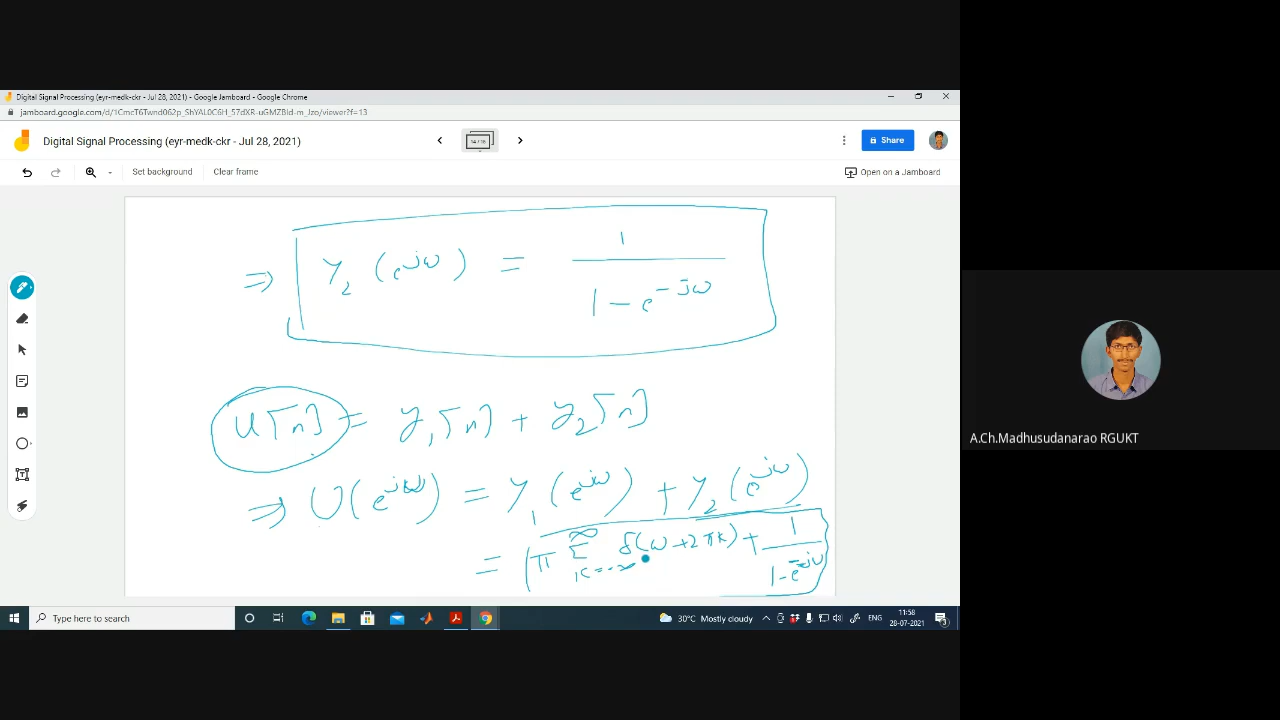 Digital Signal Processing (eyr-medk-ckr - Jul 28, 2021) - Google Jamboard - Google Chrome
Digital Signal Processing (eyr-medk-ckr - Jul 28, 2021)
14 / 18
Share
Set background
Clear frame
Open on a Jamboard
⇒ Y₂ (e^jω) = 1 / (1 - e^-jω)
u[n] = y₁[n] + y₂[n]
⇒ U(e^jω) = Y₁(e^jω) + Y₂(e^jω)
= π Σ_{k=-∞}^{∞} δ(ω+2πk) + 1 / (1 - e^-jω)
A.Ch.Madhusudanarao RGUKT
Type here to search
30°C Mostly cloudy
ENG
11:58
28-07-2021
3